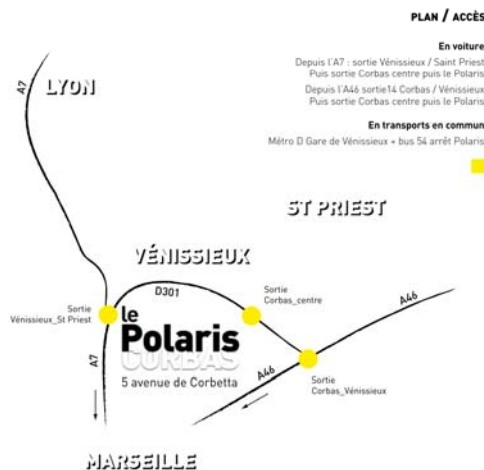 PLAN / ACCÈS
En voiture
Depuis l'A7 : sortie Vénissieux / Saint Priest
Puis sortie Corbas centre puis le Polaris
Depuis l'A46 sortie14 Corbas / Vénissieux
Puis sortie Corbas centre puis le Polaris
En transports en commun
Métro D Gare de Vénissieux + bus 54 arrêt Polaris
A7
LYON
ST PRIEST
VÉNISSIEUX
D301
Sortie
Corbas_centre
A46
Sortie
Vénissieux_St Priest
le
Polaris
CORBAS
5 avenue de Corbetta
A7
A46
Sortie
Corbas_Vénissieux
MARSEILLE